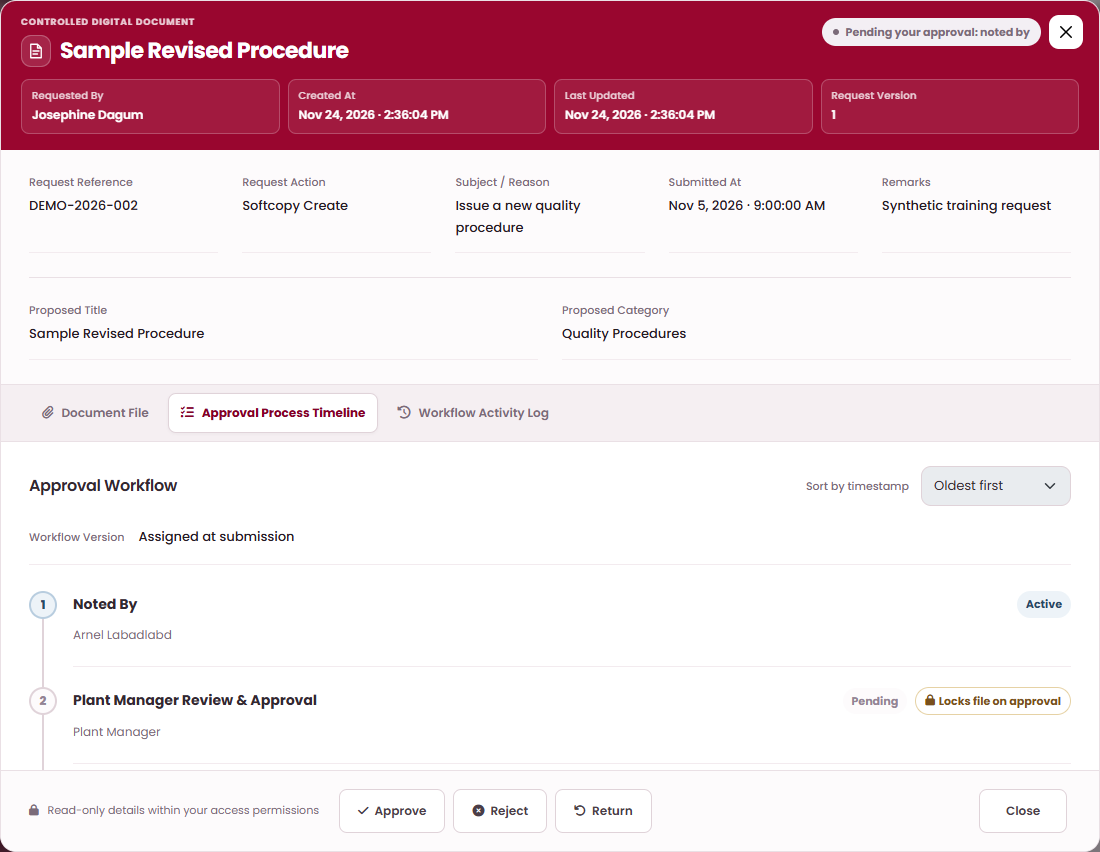 CONTROLLED DIGITAL DOCUMENT
Sample Revised Procedure
Pending your approval: noted by
Requested By
Josephine Dagum
Created At
Nov 24, 2026 · 2:36:04 PM
Last Updated
Nov 24, 2026 · 2:36:04 PM
Request Version
1
Request Reference
DEMO-2026-002
Request Action
Softcopy Create
Subject / Reason
Issue a new quality
procedure
Submitted At
Nov 5, 2026 · 9:00:00 AM
Remarks
Synthetic training request
Proposed Title
Sample Revised Procedure
Proposed Category
Quality Procedures
Document File
Approval Process Timeline
Workflow Activity Log
Approval Workflow
Sort by timestamp
Oldest first
Workflow Version Assigned at submission
1
Noted By
Active
Arnel Labadlabd
2
Plant Manager Review & Approval
Pending
Locks file on approval
Plant Manager
Read-only details within your access permissions
Approve
Reject
Return
Close